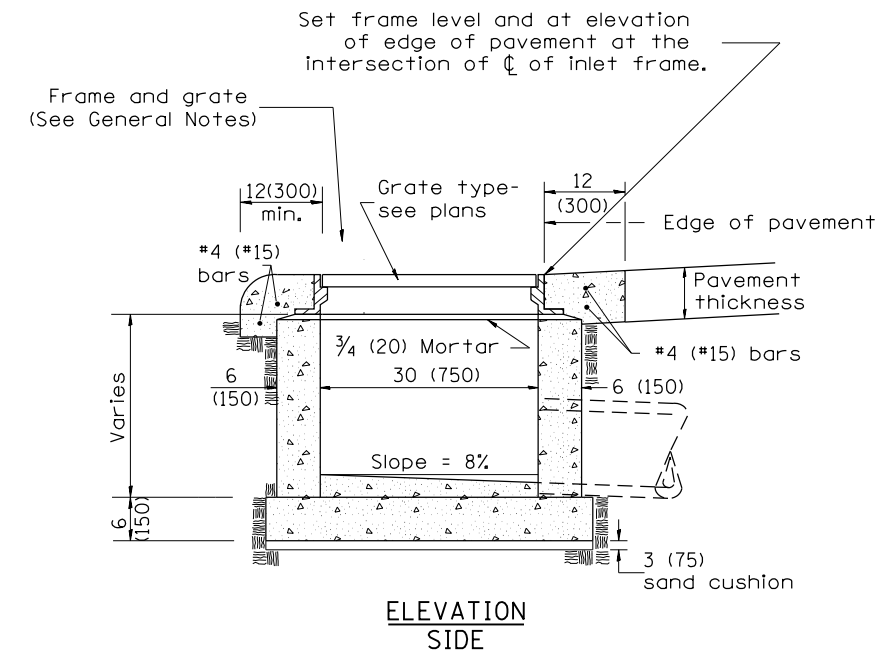 Set frame level and at elevation
of edge of pavement at the
intersection of ℄ of inlet frame.
Frame and grate
(See General Notes)
12(300)
min.
Grate type-
see plans
12
(300)
Edge of pavement
#4 (#15)
bars
Pavement
thickness
3/4 (20) Mortar
#4 (#15) bars
6
(150)
30 (750)
6 (150)
Varies
Slope = 8%
6
(150)
3 (75)
sand cushion
ELEVATION
SIDE